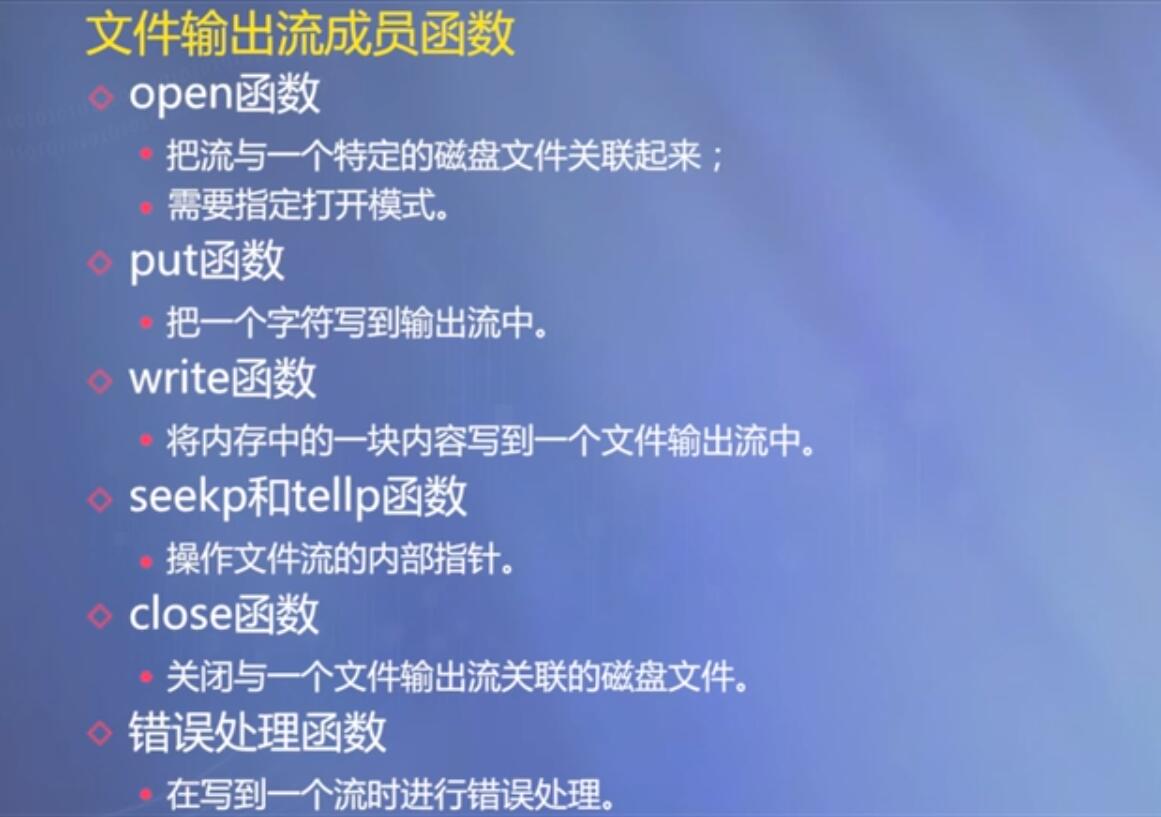 文件输出流成员函数
open函数
把流与一个特定的磁盘文件关联起来；
需要指定打开模式。
put函数
把一个字符写到输出流中。
write函数
将内存中的一块内容写到一个文件输出流中。
seekp和tellp函数
操作文件流的内部指针。
close函数
关闭与一个文件输出流关联的磁盘文件。
错误处理函数
在写到一个流时进行错误处理。